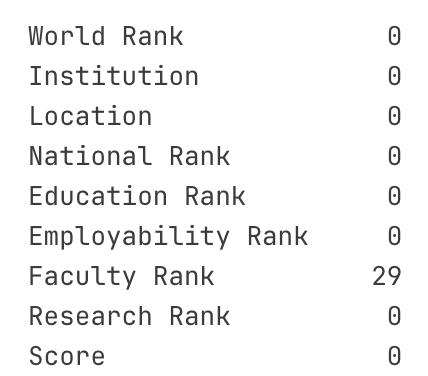 World Rank 0
Institution 0
Location 0
National Rank 0
Education Rank 0
Employability Rank 0
Faculty Rank 29
Research Rank 0
Score 0